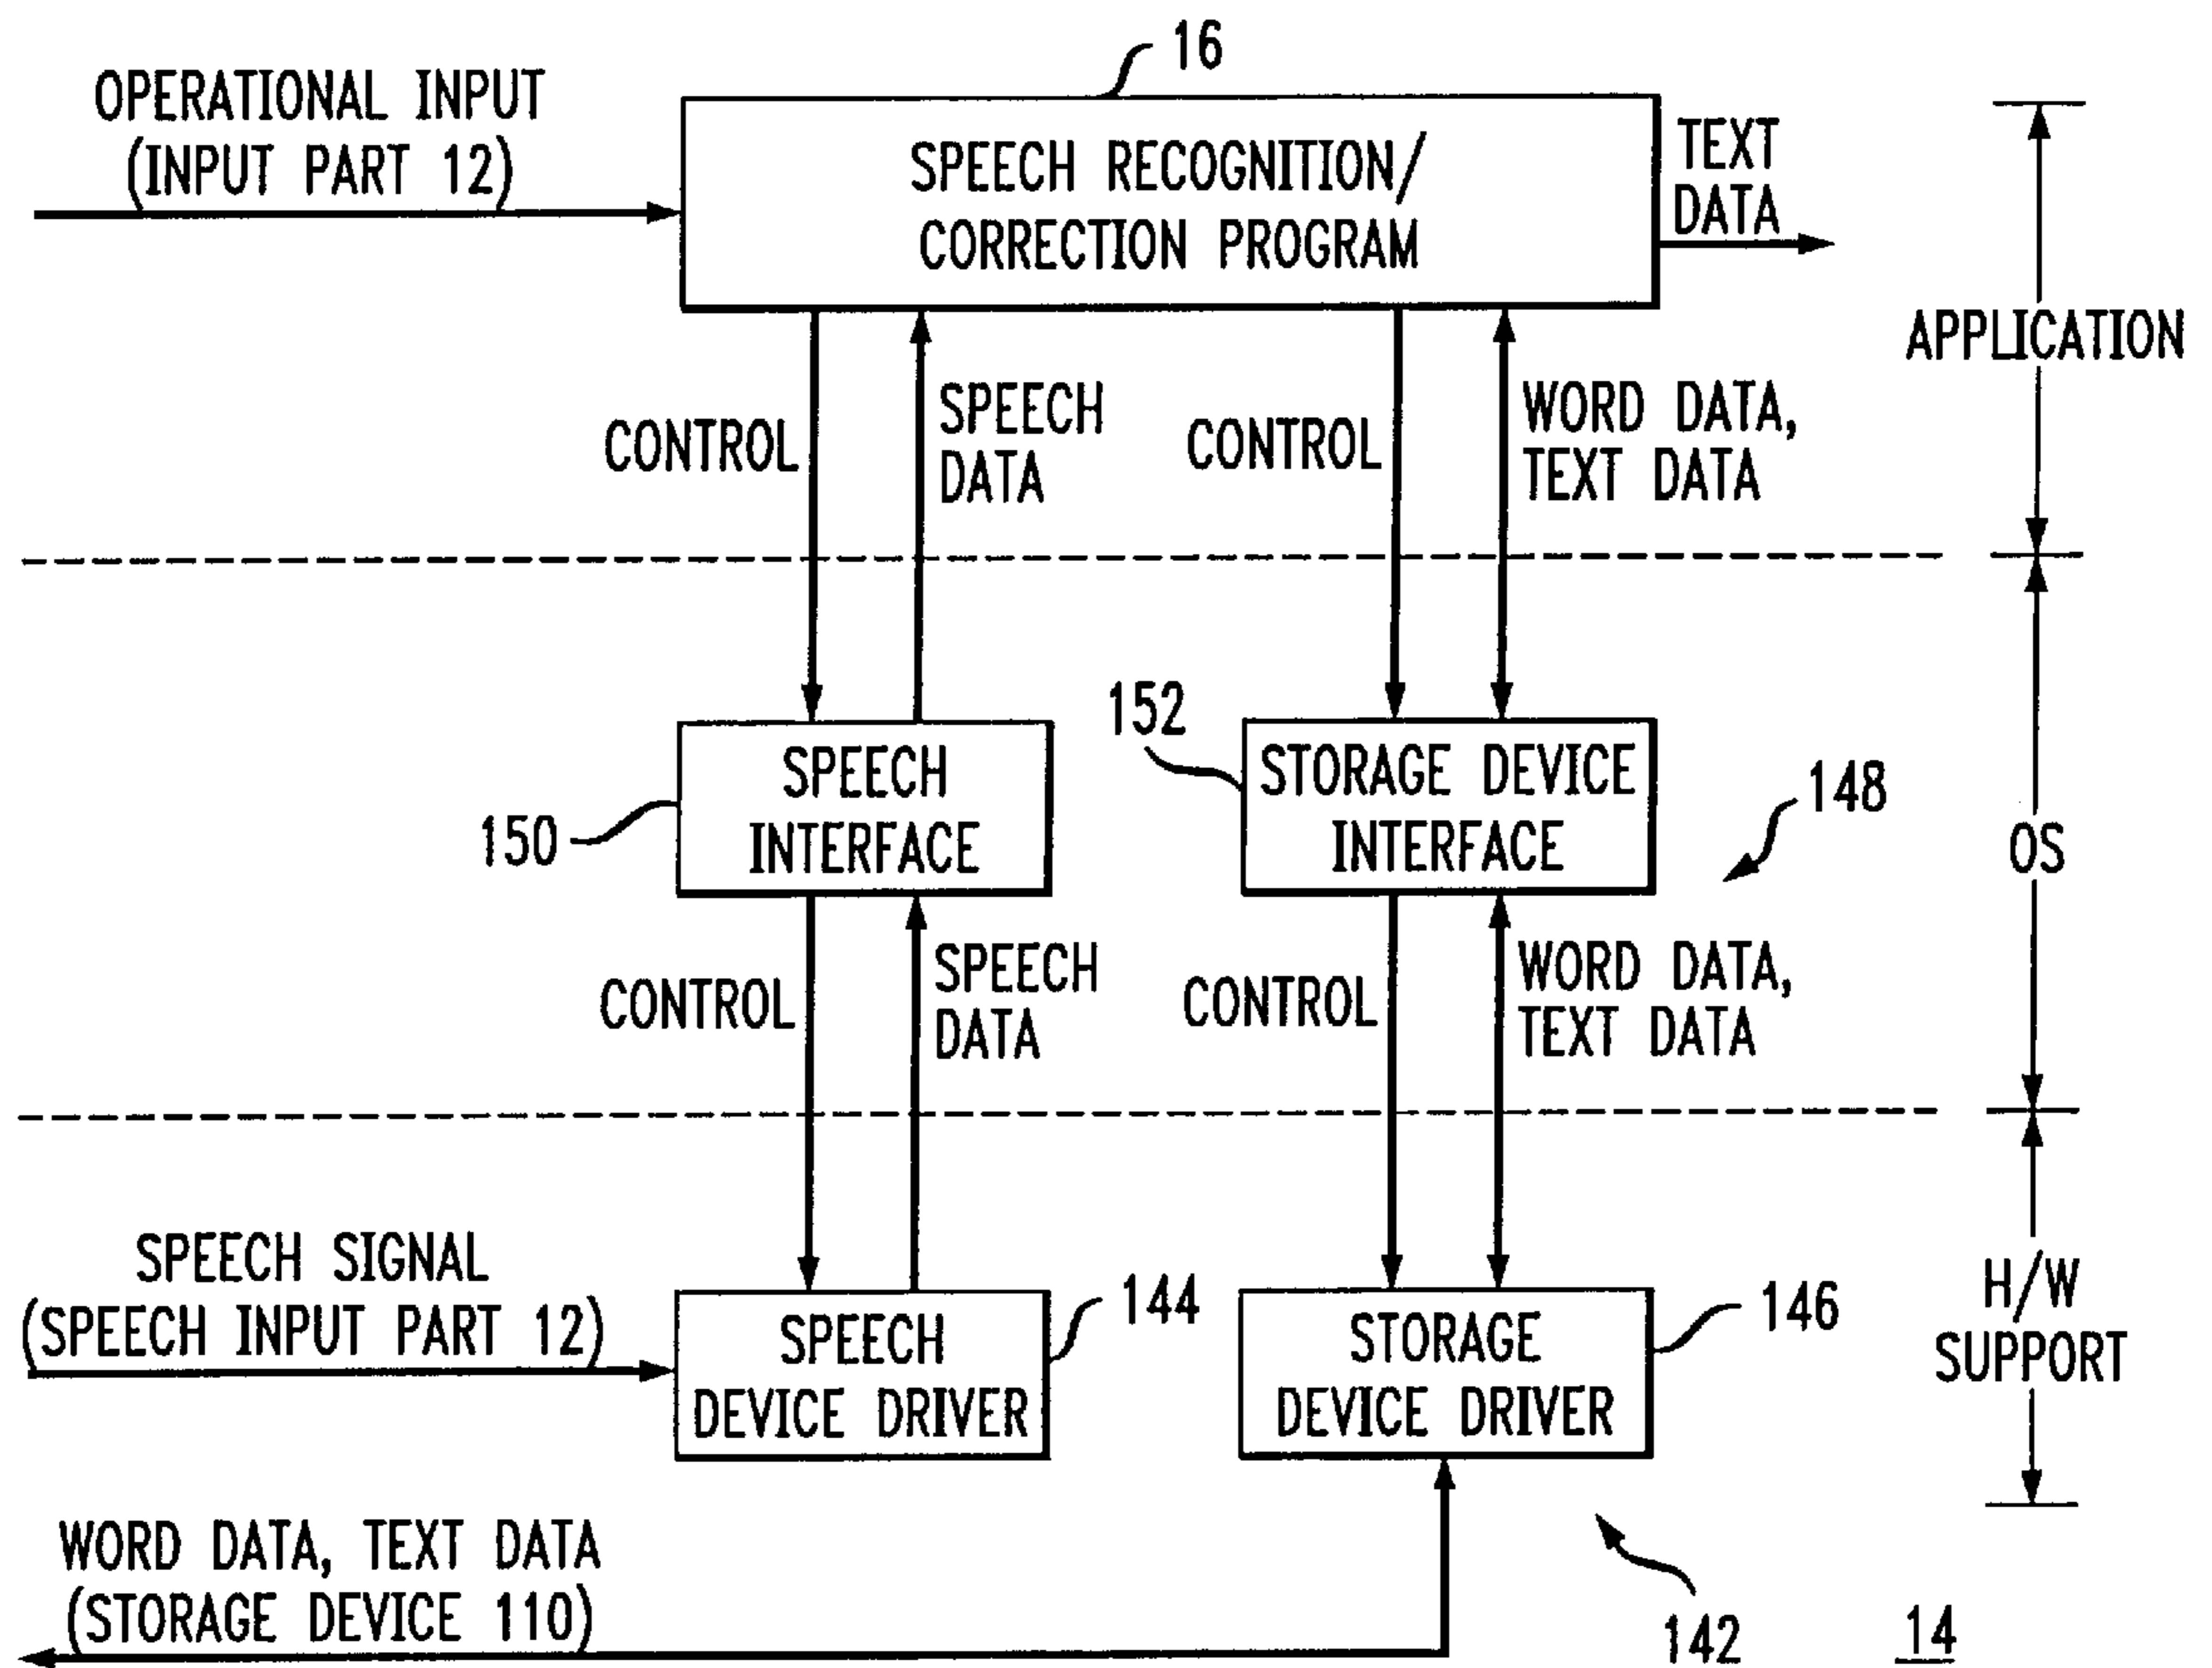 16
OPERATIONAL INPUT
(INPUT PART 12)
SPEECH RECOGNITION/
CORRECTION PROGRAM
TEXT
DATA
APPLICATION
CONTROL
SPEECH
DATA
CONTROL
WORD DATA,
TEXT DATA
152
SPEECH
INTERFACE
150
STORAGE DEVICE
INTERFACE
148
OS
CONTROL
SPEECH
DATA
CONTROL
WORD DATA,
TEXT DATA
SPEECH SIGNAL
(SPEECH INPUT PART 12)
SPEECH
DEVICE DRIVER
144
STORAGE
DEVICE DRIVER
146
H/W
SUPPORT
WORD DATA, TEXT DATA
(STORAGE DEVICE 110)
142
14